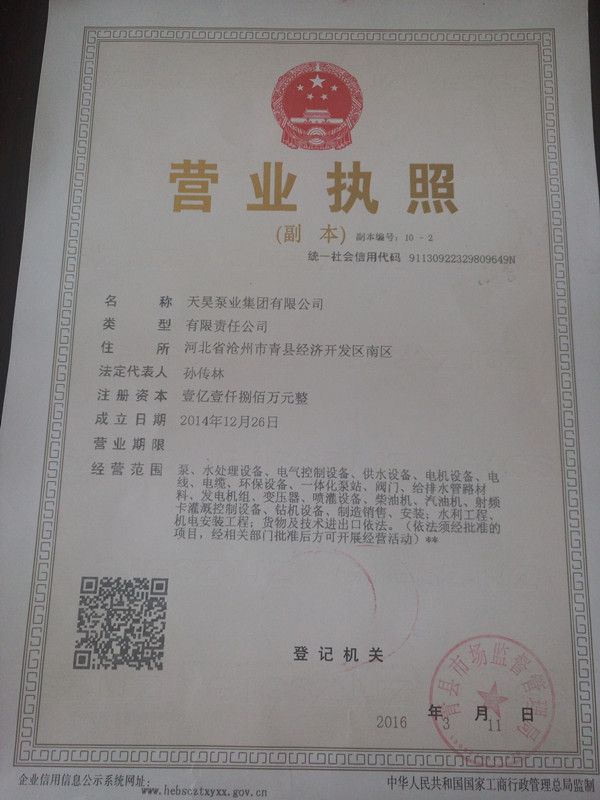 营业执照
(副 本) 副本编号：10 - 2
统一社会信用代码 91130922329809649N
名 称 天昊泵业集团有限公司
类 型 有限责任公司
住 所 河北省沧州市青县经济开发区南区
法定代表人 孙传林
注册资本 壹亿壹仟捌佰万元整
成立日期 2014年12月26日
营业期限
经营范围 泵、水处理设备、电气控制设备、供水设备、电机设备、电
线、电缆、环保设备、一体化泵站、阀门、给排水管路材
料、发电机组、变压器、喷灌设备、柴油机、汽油机、射频
卡灌溉控制设备、钻机设备、制造销售、安装；水利工程、
机电安装工程；货物及技术进出口依法。（依法须经批准的
项目，经相关部门批准后方可开展经营活动）**
登记机关
青县市场监督管理局
2016 年 3 月 11 日
企业信用信息公示系统网址：
www.hebscztxyxx.gov.cn
中华人民共和国国家工商行政管理总局监制